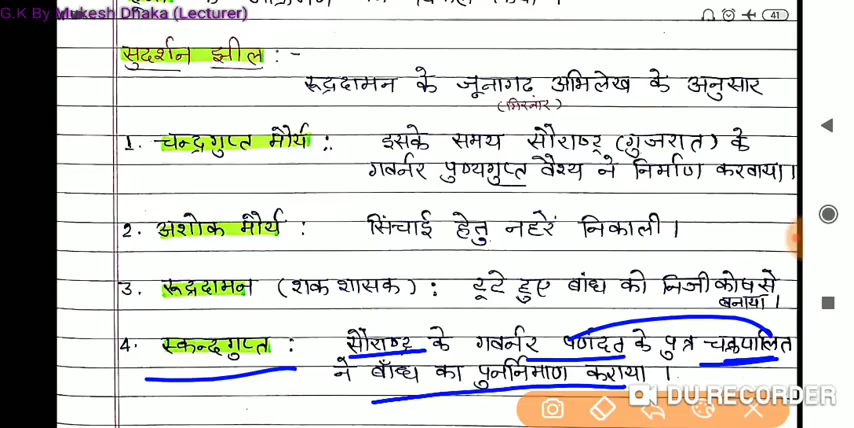 G.K By Mukesh Dhaka (Lecturer)
41
सुदर्शन झील :-
रूद्रदामन के जूनागढ़ अभिलेख के अनुसार
(गिरनार)
1. चन्द्रगुप्त मौर्य :. इसके समय सौराष्ट्र (गुजरात) के
गवर्नर पुण्यगुप्त वैश्य ने निर्माण करवाया।
2. अशोक मौर्य : सिंचाई हेतु नहरें निकाली।
3. रूद्रदामन (शक शासक) : टूटे हुए बांध को निजी कोष से
बनाया।
4. स्कन्दगुप्त : सौराष्ट्र के गवर्नर पर्णदत्त के पुत्र चक्रपालित
ने बाँध का पुनर्निमाण कराया।
DU RECORDER